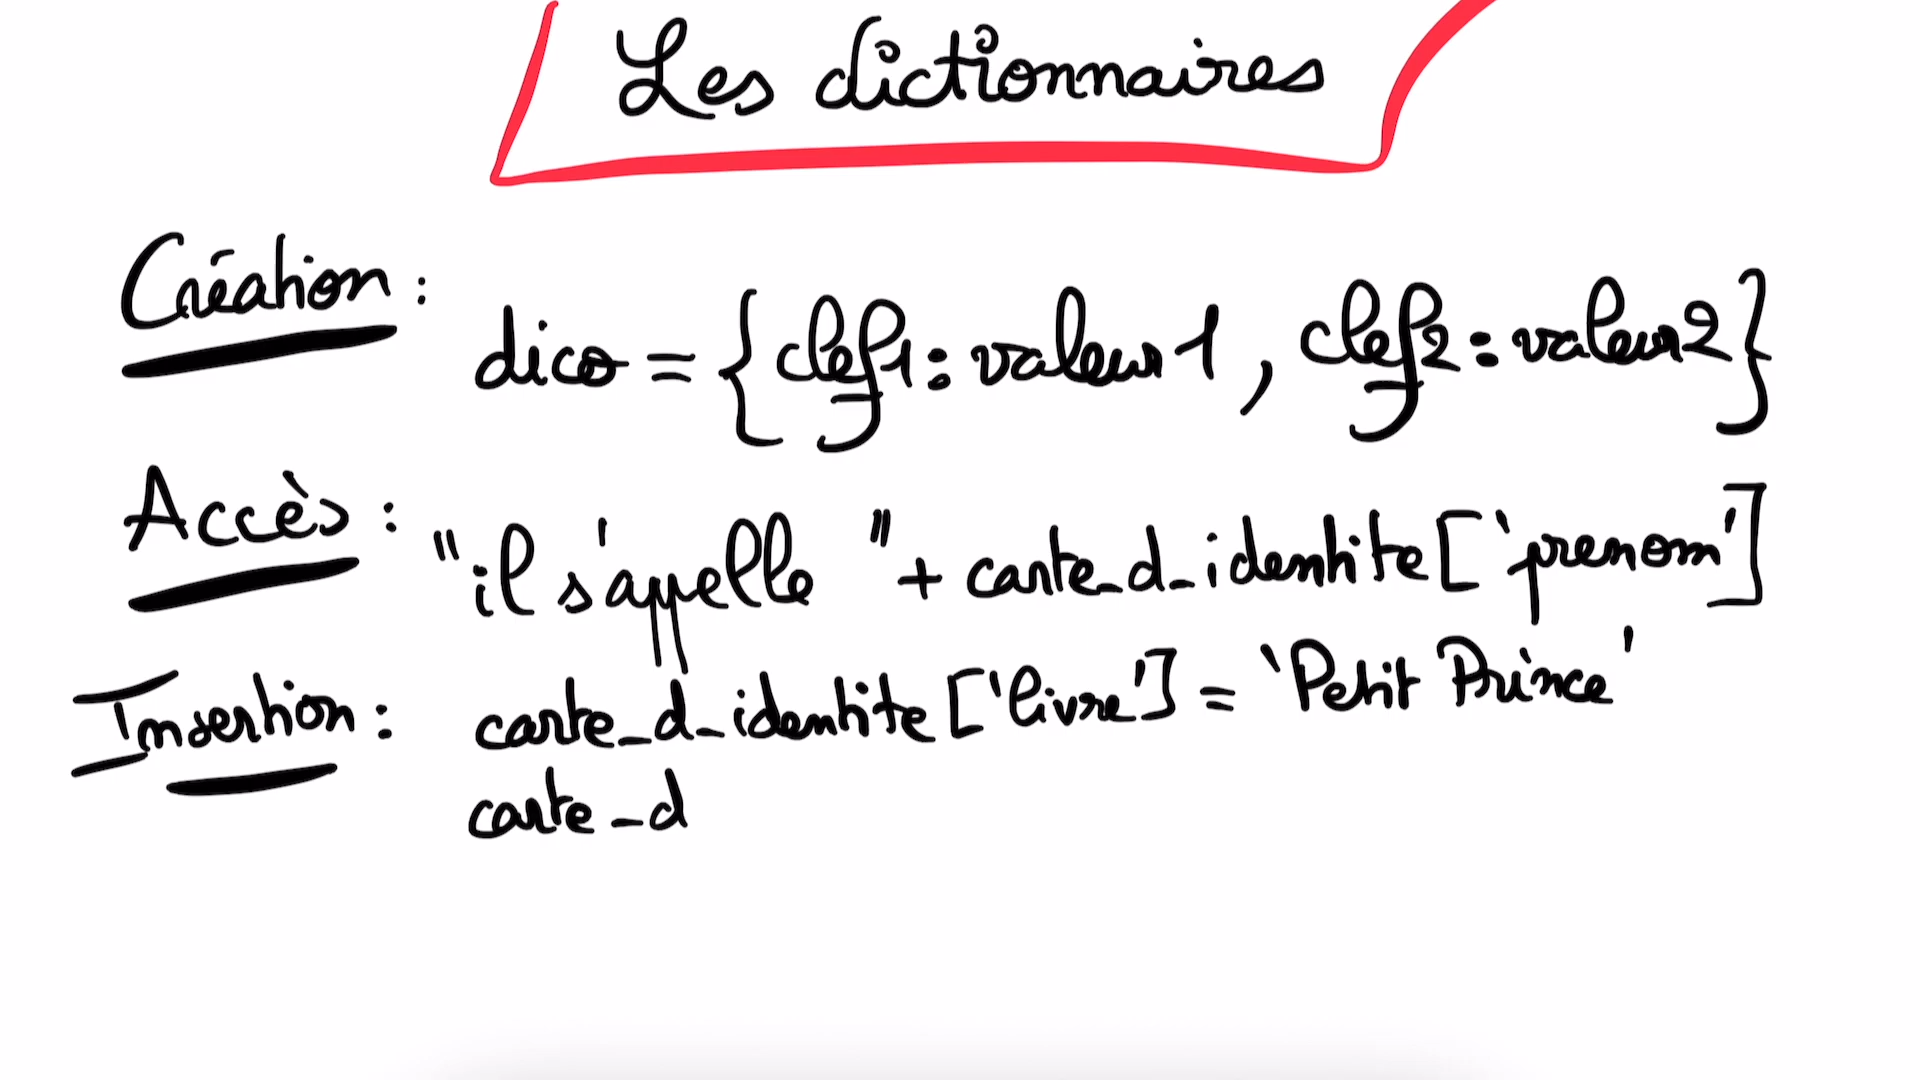 Les dictionnaires
Création :
dico = {clef1 : valeur1, clef2 : valeur2}
Accès :
"il s'appelle " + carte_d_identite['prenom']
Insertion : carte_d_identite['livre'] = 'Petit Prince'
carte_d